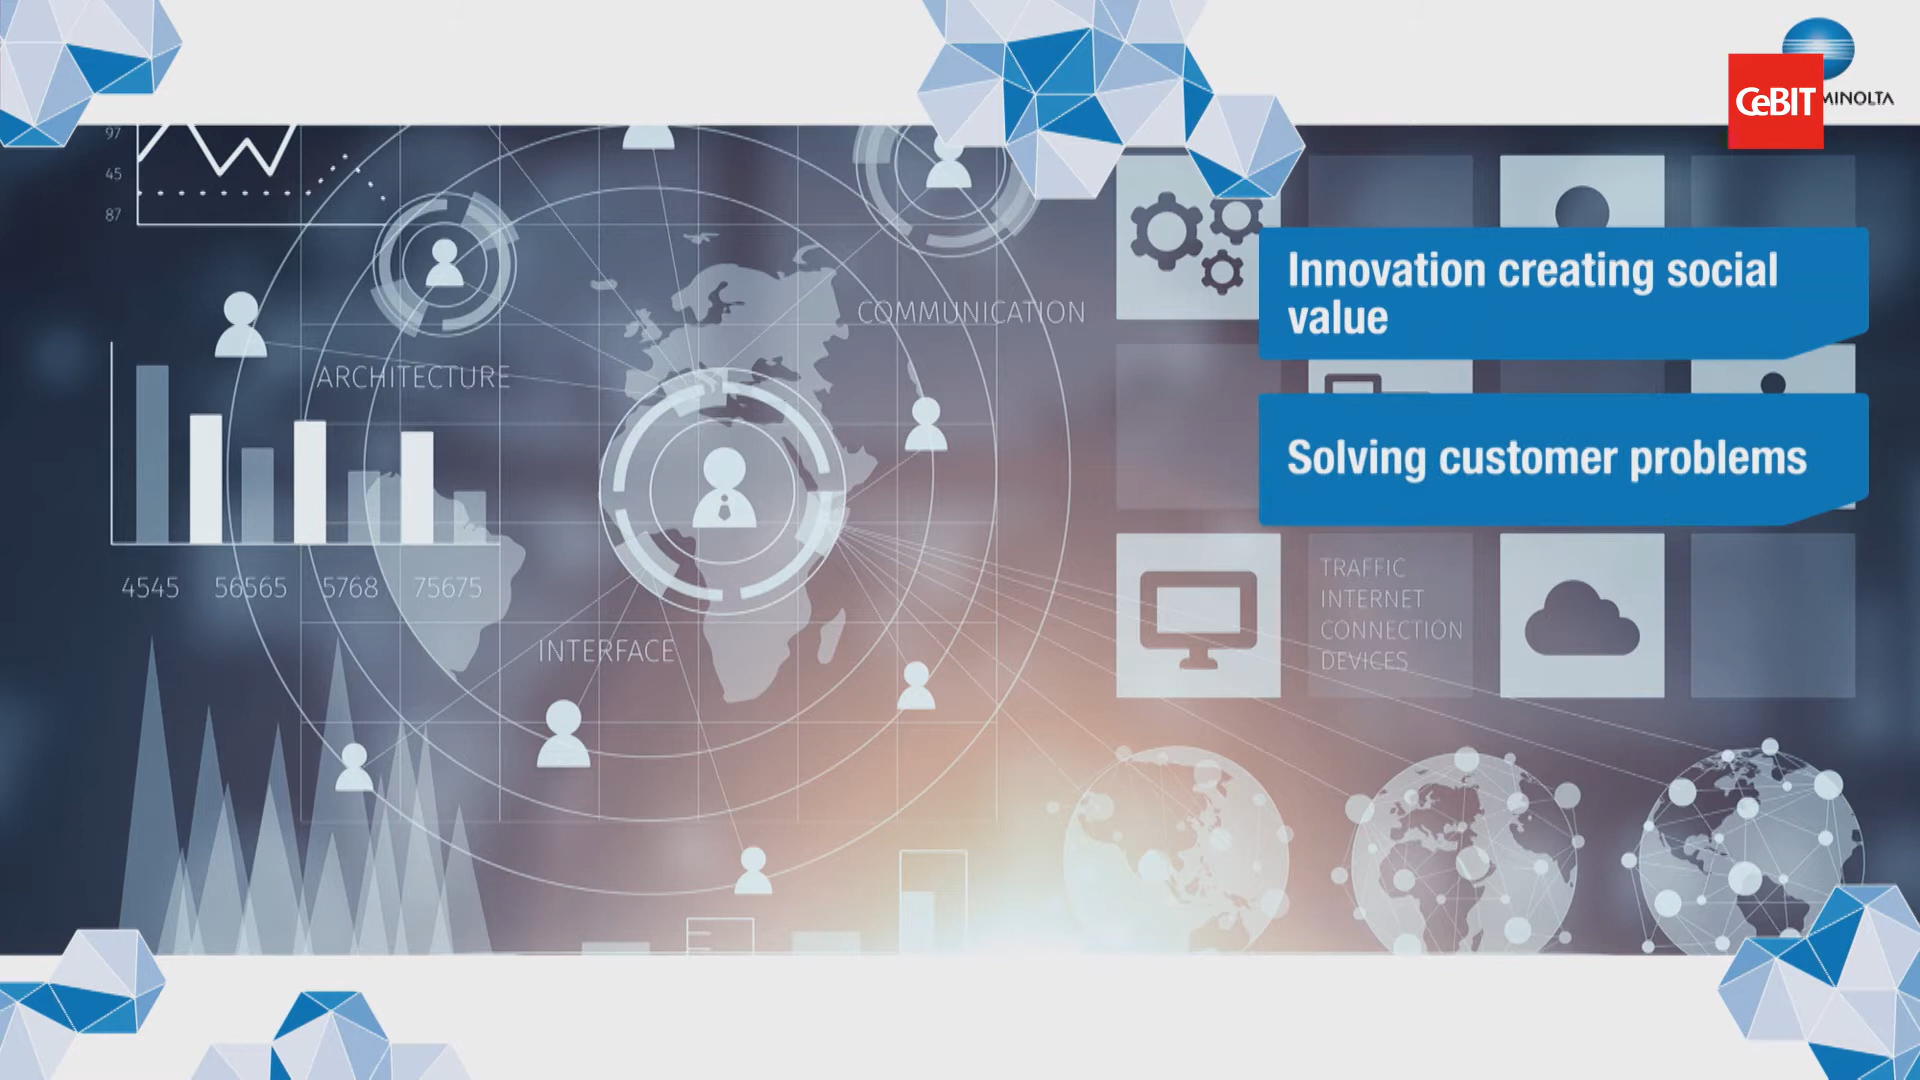 CeBIT
MINOLTA
97
45
87
Innovation creating social
value
COMMUNICATION
ARCHITECTURE
Solving customer problems
4545 56565 5768 75675
INTERFACE
TRAFFIC
INTERNET
CONNECTION
DEVICES